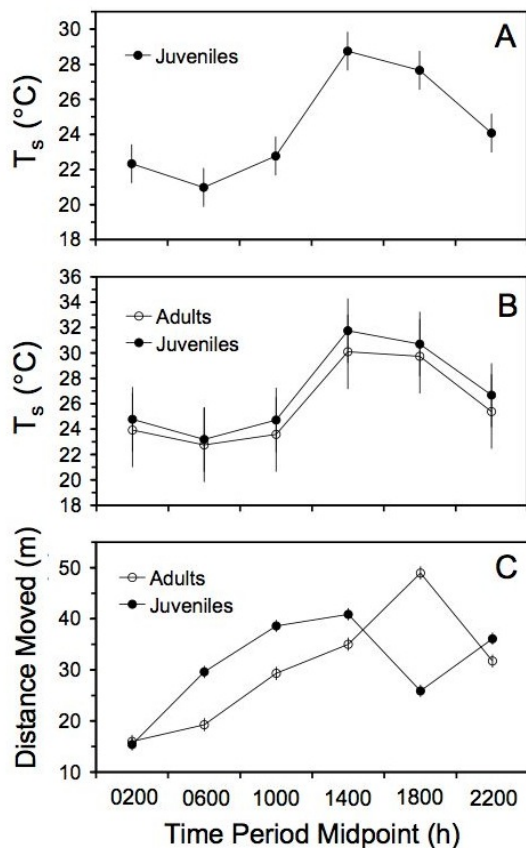 A
Juveniles
30
28
26
24
22
20
18
Tₛ (°C)
B
Adults
Juveniles
36
34
32
30
28
26
24
22
20
18
Tₛ (°C)
C
Adults
Juveniles
50
40
30
20
10
Distance Moved (m)
0200 0600 1000 1400 1800 2200
Time Period Midpoint (h)